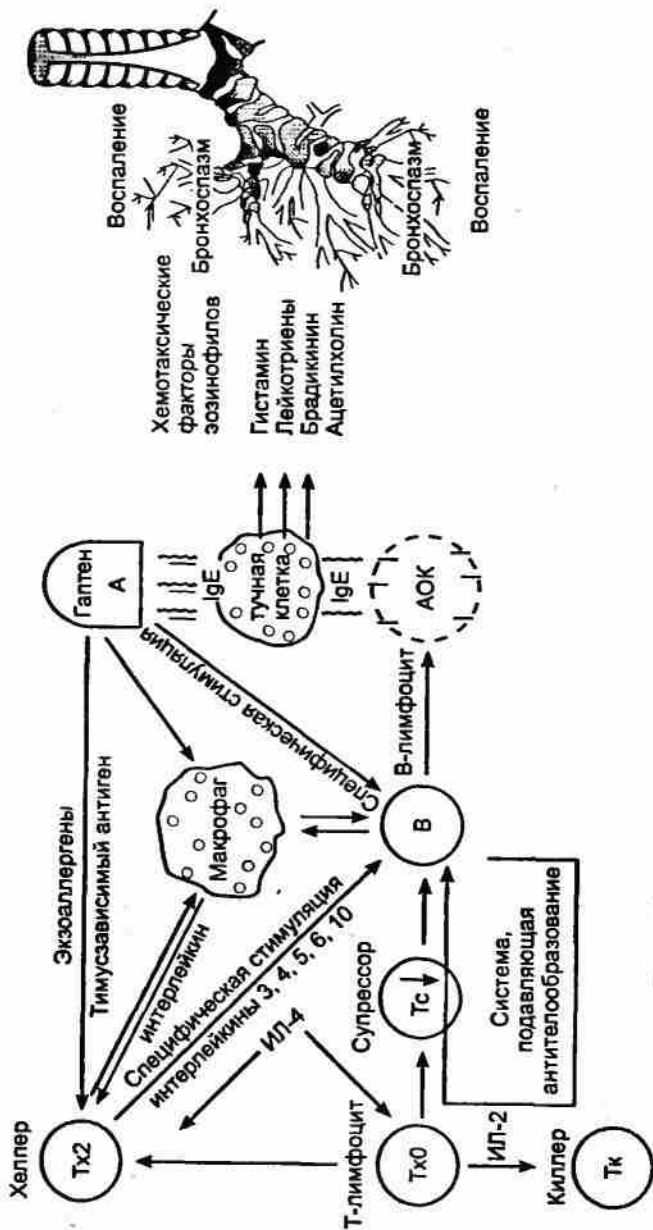 Хелпер
Тх2
Экзоаллергены
Тимусзависимый антиген
Гаптен
А
интерлейкин
Макрофаг
Специфическая стимуляция
Специфическая стимуляция
интерлейкины 3, 4, 5, 6, 10
ИЛ-4
IgE
тучная
клетка
IgE
Т-лимфоцит
Тх0
Супрессор
Тс
В
В-лимфоцит
АОК
ИЛ-2
Киллер
Тк
Система,
подавляющая
антителообразование
Хемотаксические
факторы
эозинофилов
Гистамин
Лейкотриены
Брадикинин
Ацетилхолин
Воспаление
Бронхоспазм
Бронхоспазм
Воспаление